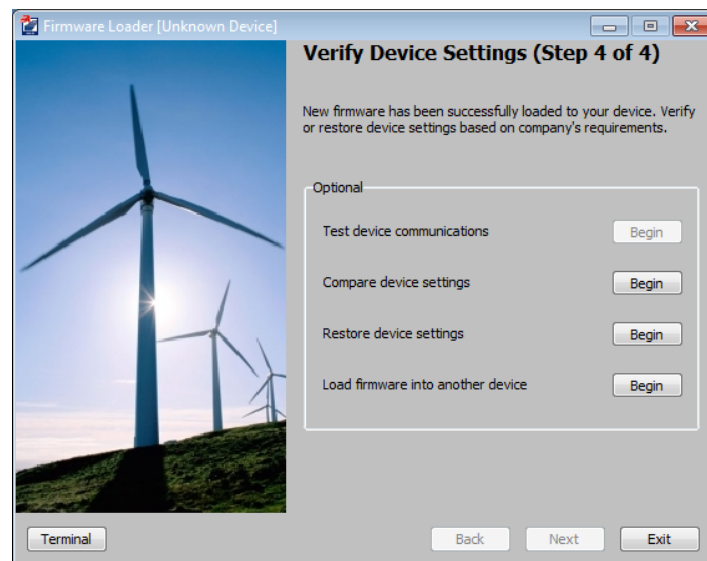 Firmware Loader [Unknown Device]
Verify Device Settings (Step 4 of 4)
New firmware has been successfully loaded to your device. Verify
or restore device settings based on company's requirements.
Optional
Test device communications Begin
Compare device settings Begin
Restore device settings Begin
Load firmware into another device Begin
Terminal Back Next Exit